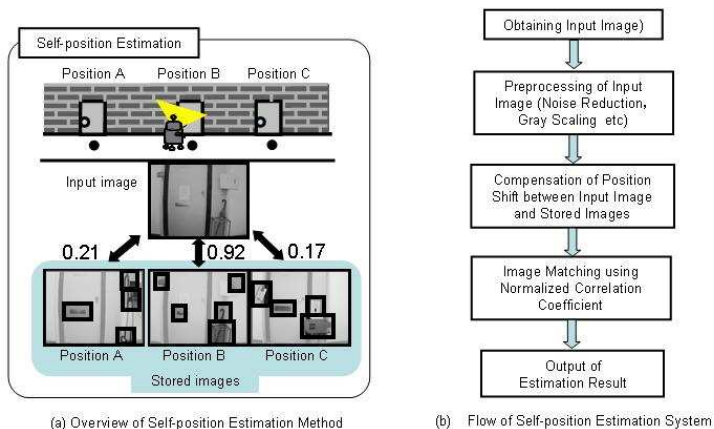 Self-position Estimation
Position A
Position B
Position C
Input image
0.21
0.92
0.17
Position A
Position B
Position C
Stored images
(a) Overview of Self-position Estimation Method
Obtaining Input Image)
Preprocessing of Input
Image (Noise Reduction,
Gray Scaling etc)
Compensation of Position
Shift between Input Image
and Stored Images
Image Matching using
Normalized Correlation
Coefficient
Output of
Estimation Result
(b) Flow of Self-position Estimation System